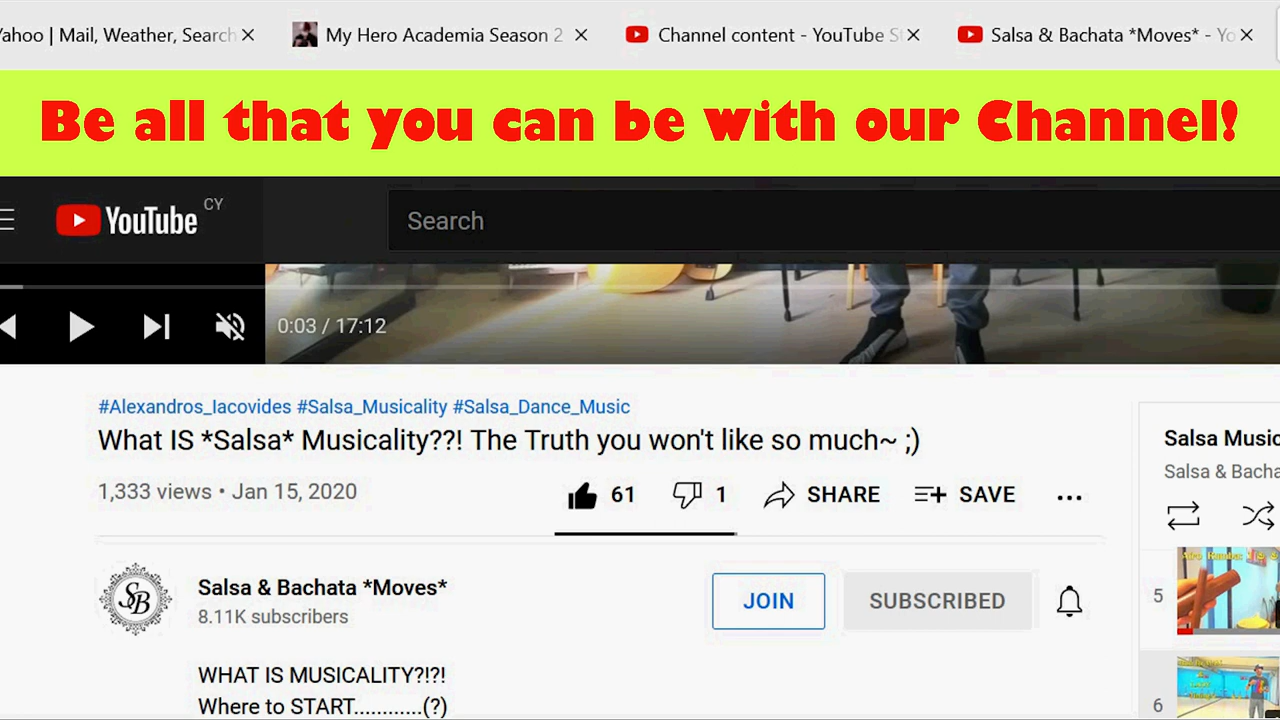 Yahoo | Mail, Weather, Search
My Hero Academia Season 2
Channel content - YouTube S
Salsa & Bachata *Moves* - Yo
Be all that you can be with our Channel!
YouTube CY
Search
0:03 / 17:12
#Alexandros_Iacovides #Salsa_Musicality #Salsa_Dance_Music
What IS *Salsa* Musicality??! The Truth you won't like so much~ ;)
1,333 views • Jan 15, 2020
61
1
SHARE
SAVE
Salsa Music
Salsa & Bacha
SB
Salsa & Bachata *Moves*
8.11K subscribers
JOIN
SUBSCRIBED
5
6
WHAT IS MUSICALITY?!?!
Where to START............(?)